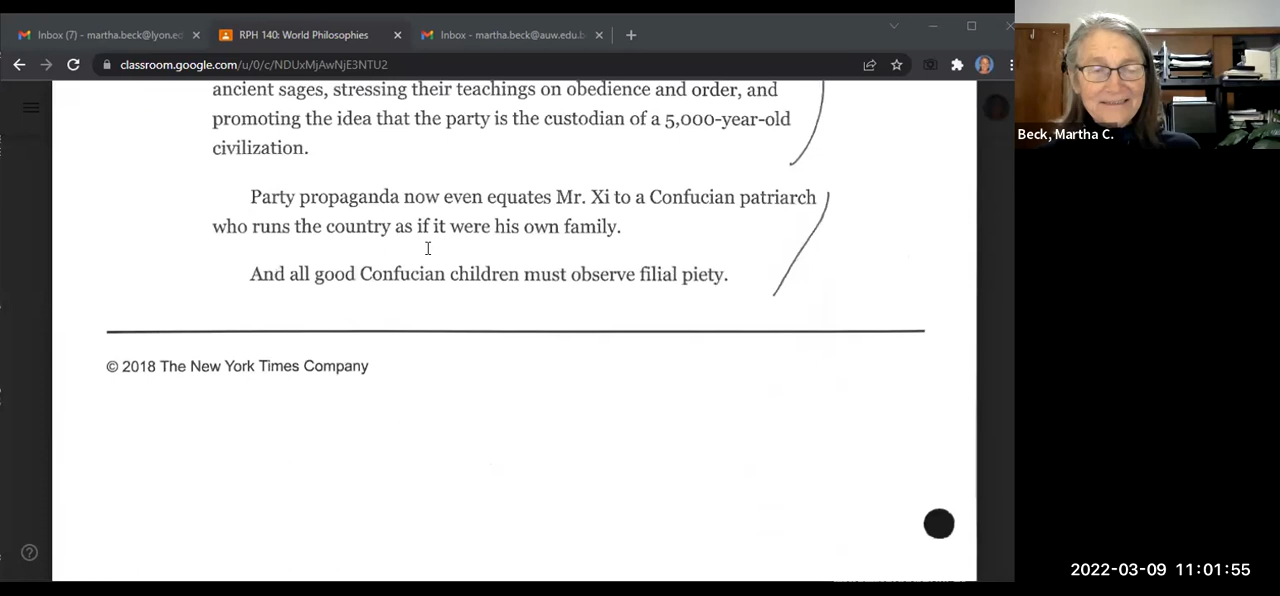 Inbox (7) - martha.beck@lyon.ed
RPH 140: World Philosophies
Inbox - martha.beck@auw.edu.b
classroom.google.com/u/0/c/NDUxMjAwNjE3NTU2
ancient sages, stressing their teachings on obedience and order, and
promoting the idea that the party is the custodian of a 5,000-year-old
civilization.
Party propaganda now even equates Mr. Xi to a Confucian patriarch
who runs the country as if it were his own family.
And all good Confucian children must observe filial piety.
© 2018 The New York Times Company
Beck, Martha C.
2022-03-09 11:01:55